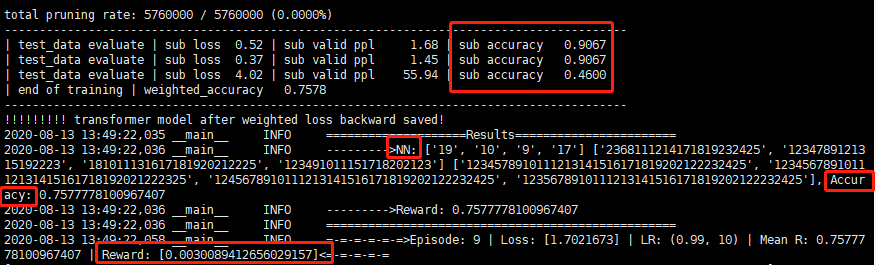 total pruning rate: 5760000 / 5760000 (0.0000%)
-----------------------------------------------------------------------------------------
| test_data evaluate | sub loss  0.52 | sub valid ppl     1.68 | sub accuracy   0.9067
| test_data evaluate | sub loss  0.37 | sub valid ppl     1.45 | sub accuracy   0.9067
| test_data evaluate | sub loss  4.02 | sub valid ppl    55.94 | sub accuracy   0.4600
| end of training | weighted_accuracy   0.7578
-----------------------------------------------------------------------------------------
!!!!!!!!! transformer model after weighted loss backward saved!
2020-08-13 13:49:22,035 __main__     INFO     ====================Results=======================
2020-08-13 13:49:22,036 __main__     INFO     --------->NN: ['19', '10', '9', '17'] ['2368111214171819232425', '12347891213
15192223', '181011131617181920212225', '12349101115171820 2123'] ['1234578910111213141516171819202122232425', '1234567891011
1213141516171819202122 2325', '1245678910111213141516171819202122232425', '1235678910111213141516171819202122232425'], Accur
acy: 0.7577778100967407
2020-08-13 13:49:22,036 __main__     INFO     --------->Reward: 0.7577778100967407
2020-08-13 13:49:22,036 __main__     INFO     ==================================================
2020-08-13 13:49:22,058 __main__     INFO     =-=-=-=-=>Episode: 9 | Loss: [1.7021673] | LR: (0.99, 10) | Mean R: 0.75777
78100967407 | Reward: [0.0030089412656029157]<=-=-=-=-=